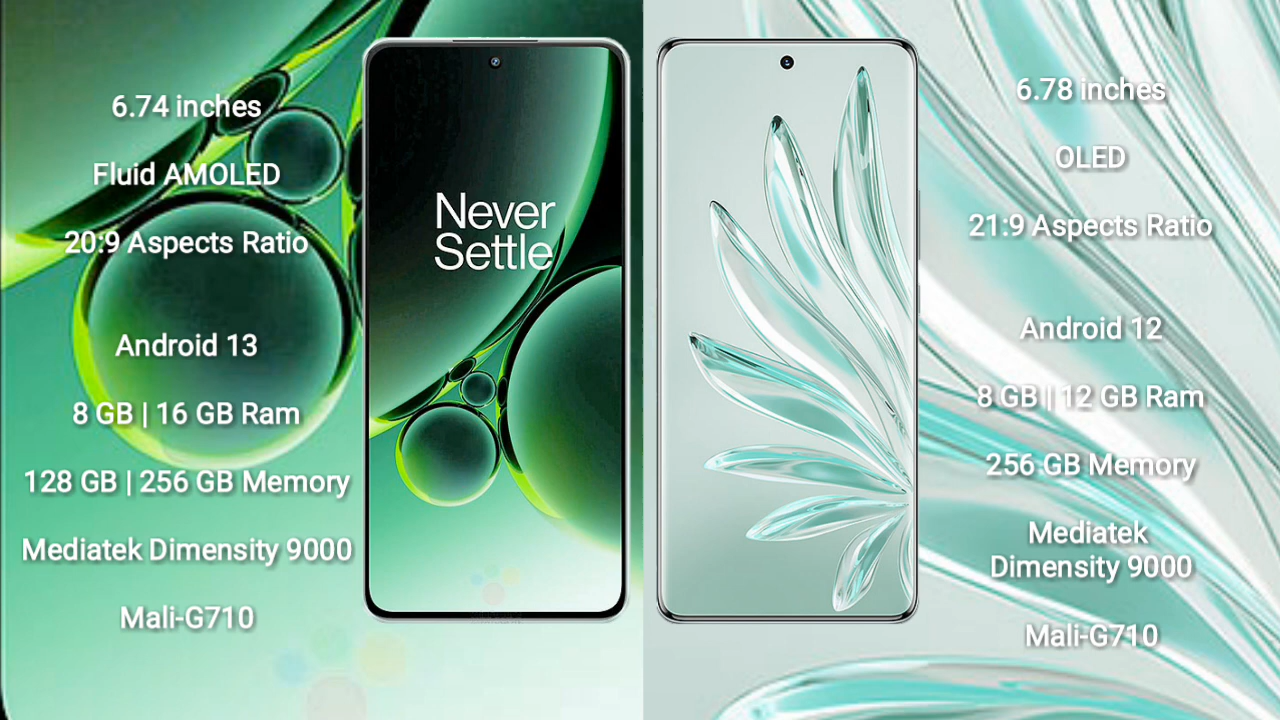 6.74 inches
Fluid AMOLED
20:9 Aspects Ratio
Android 13
8 GB | 16 GB Ram
128 GB | 256 GB Memory
Mediatek Dimensity 9000
Mali-G710
Never
Settle
6.78 inches
OLED
21:9 Aspects Ratio
Android 12
8 GB | 12 GB Ram
256 GB Memory
Mediatek
Dimensity 9000
Mali-G710